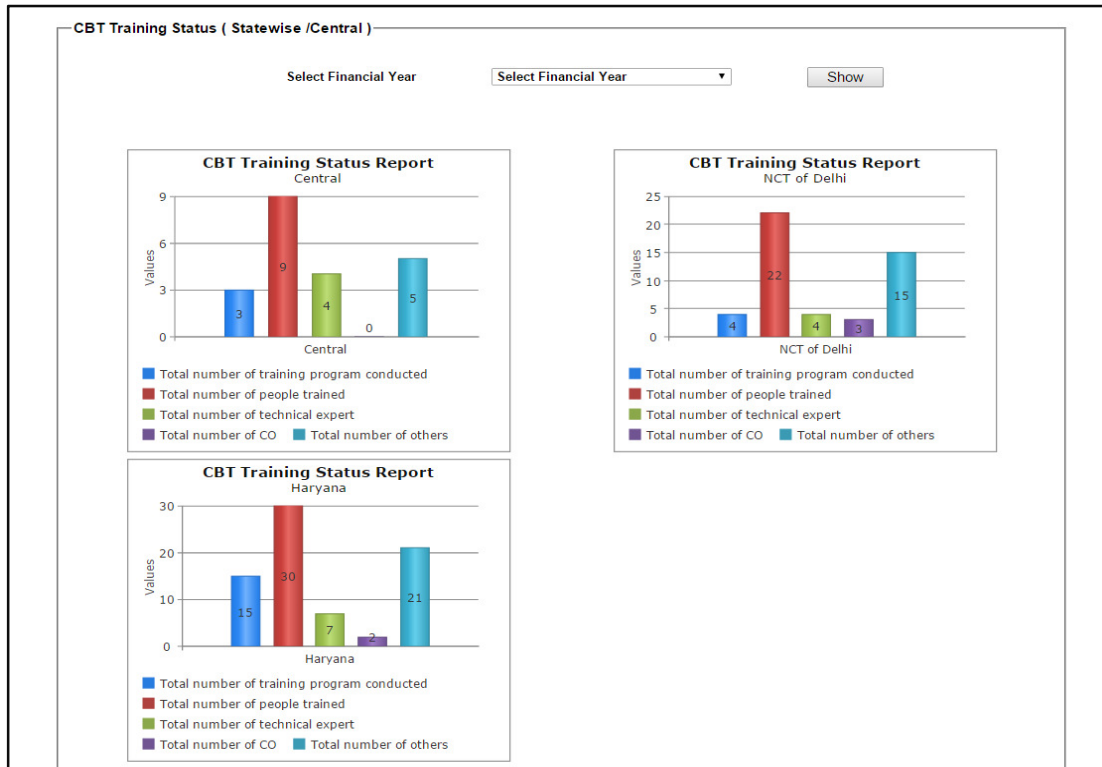 CBT Training Status ( Statewise /Central )
Select Financial Year Select Financial Year Show
CBT Training Status Report
Central
9
6
3
0
Values
3
9
4
0
5
Central
Total number of training program conducted
Total number of people trained
Total number of technical expert
Total number of CO Total number of others
CBT Training Status Report
NCT of Delhi
25
20
15
10
5
0
Values
4
22
4
3
15
NCT of Delhi
Total number of training program conducted
Total number of people trained
Total number of technical expert
Total number of CO Total number of others
CBT Training Status Report
Haryana
30
20
10
0
Values
15
30
7
2
21
Haryana
Total number of training program conducted
Total number of people trained
Total number of technical expert
Total number of CO Total number of others